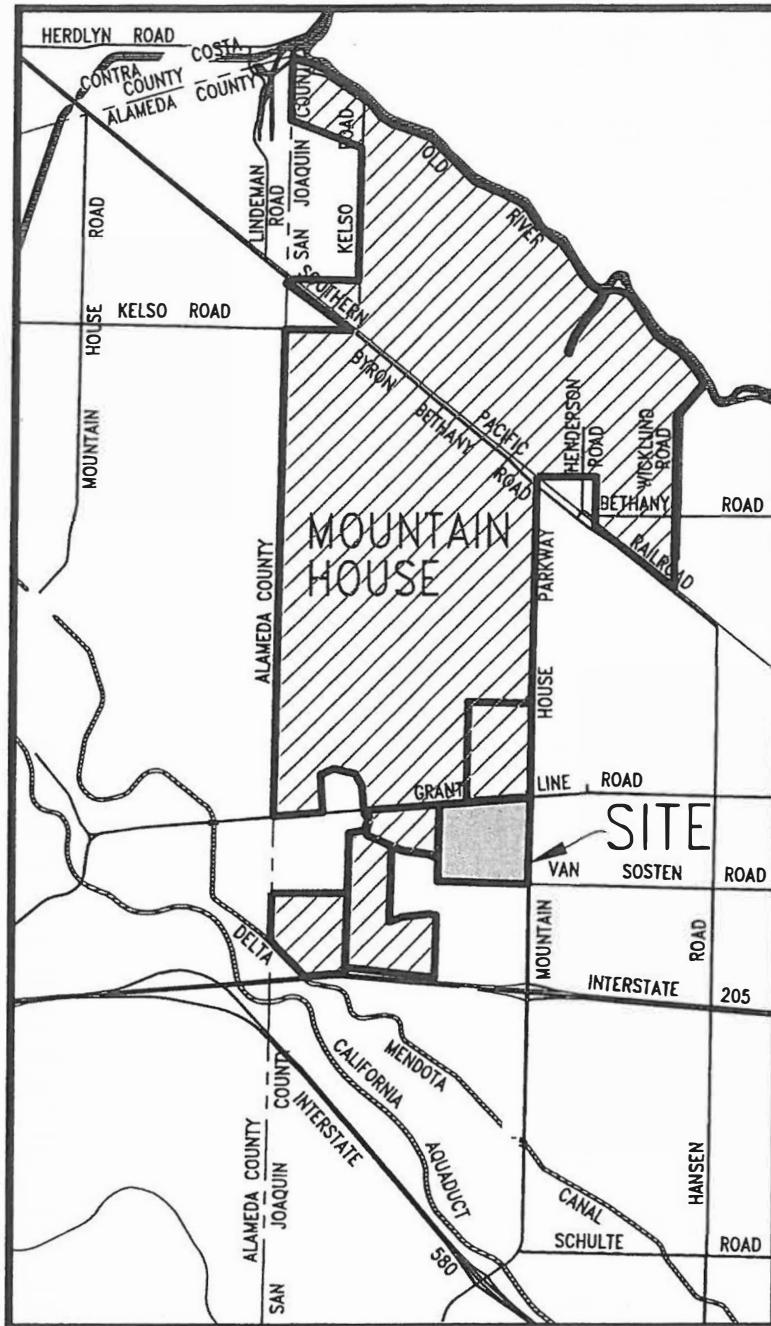 HERDLYN ROAD
CONTRA COSTA
COUNTY
ALAMEDA COUNTY
COUNTY
ROAD
OLD
RIVER
LINDEMAN
ROAD
SAN JOAQUIN
KELSO
ROAD
HOUSE
MOUNTAIN
KELSO ROAD
SOUTHERN
PACIFIC
RAILROAD
BYRON
BETHANY
ROAD
HENDERSON
ROAD
WICKLUND
ROAD
BETHANY ROAD
MOUNTAIN
HOUSE
ALAMEDA COUNTY
PARKWAY
HOUSE
GRANT LINE ROAD
SITE
VAN SOSTEN ROAD
MOUNTAIN
ROAD
HANSEN
DELTA
MENDOTA
CANAL
INTERSTATE 205
CALIFORNIA
AQUADUCT
INTERSTATE
580
ALAMEDA COUNTY
SAN JOAQUIN COUNTY
SCHULTE ROAD